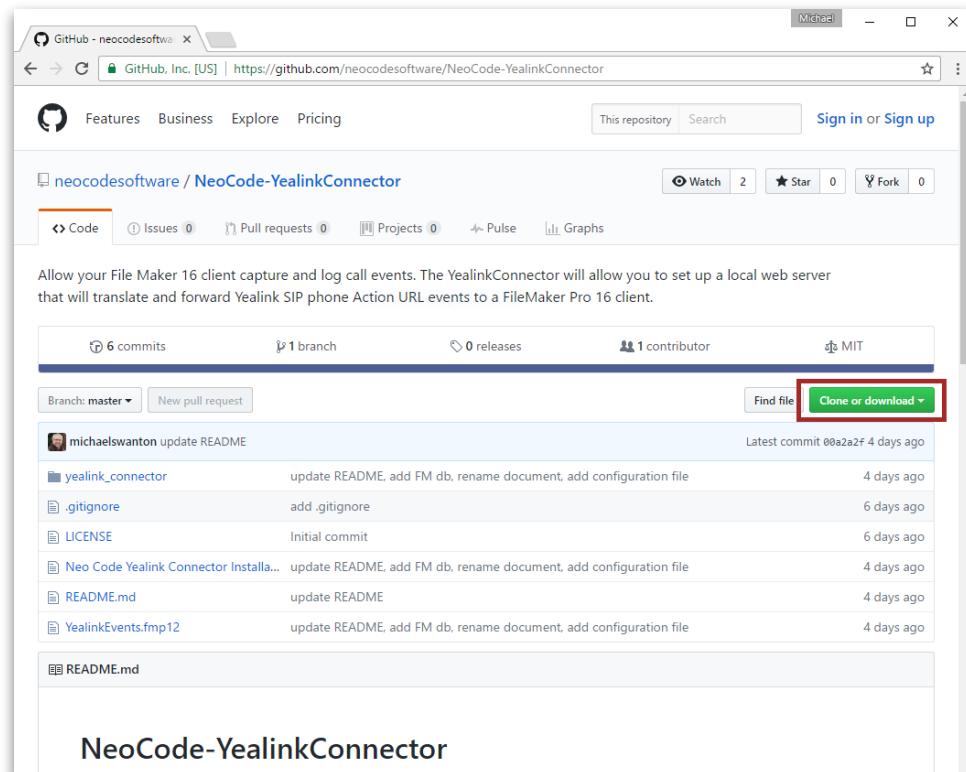 Michael
GitHub - neocodesoftwa
GitHub, Inc. [US] | https://github.com/neocodesoftware/NeoCode-YealinkConnector
Features Business Explore Pricing This repository Search Sign in or Sign up
neocodesoftware / NeoCode-YealinkConnector Watch 2 Star 0 Fork 0
Code Issues 0 Pull requests 0 Projects 0 Pulse Graphs
Allow your File Maker 16 client capture and log call events. The YealinkConnector will allow you to set up a local web server
that will translate and forward Yealink SIP phone Action URL events to a FileMaker Pro 16 client.
6 commits 1 branch 0 releases 1 contributor MIT
Branch: master New pull request Find file Clone or download
michaelswanton update README Latest commit 00a2a2f 4 days ago
yealink_connector update README, add FM db, rename document, add configuration file 4 days ago
.gitignore add .gitignore 6 days ago
LICENSE Initial commit 6 days ago
Neo Code Yealink Connector Installa... update README, add FM db, rename document, add configuration file 4 days ago
README.md update README 4 days ago
YealinkEvents.fmp12 update README, add FM db, rename document, add configuration file 4 days ago
README.md
NeoCode-YealinkConnector